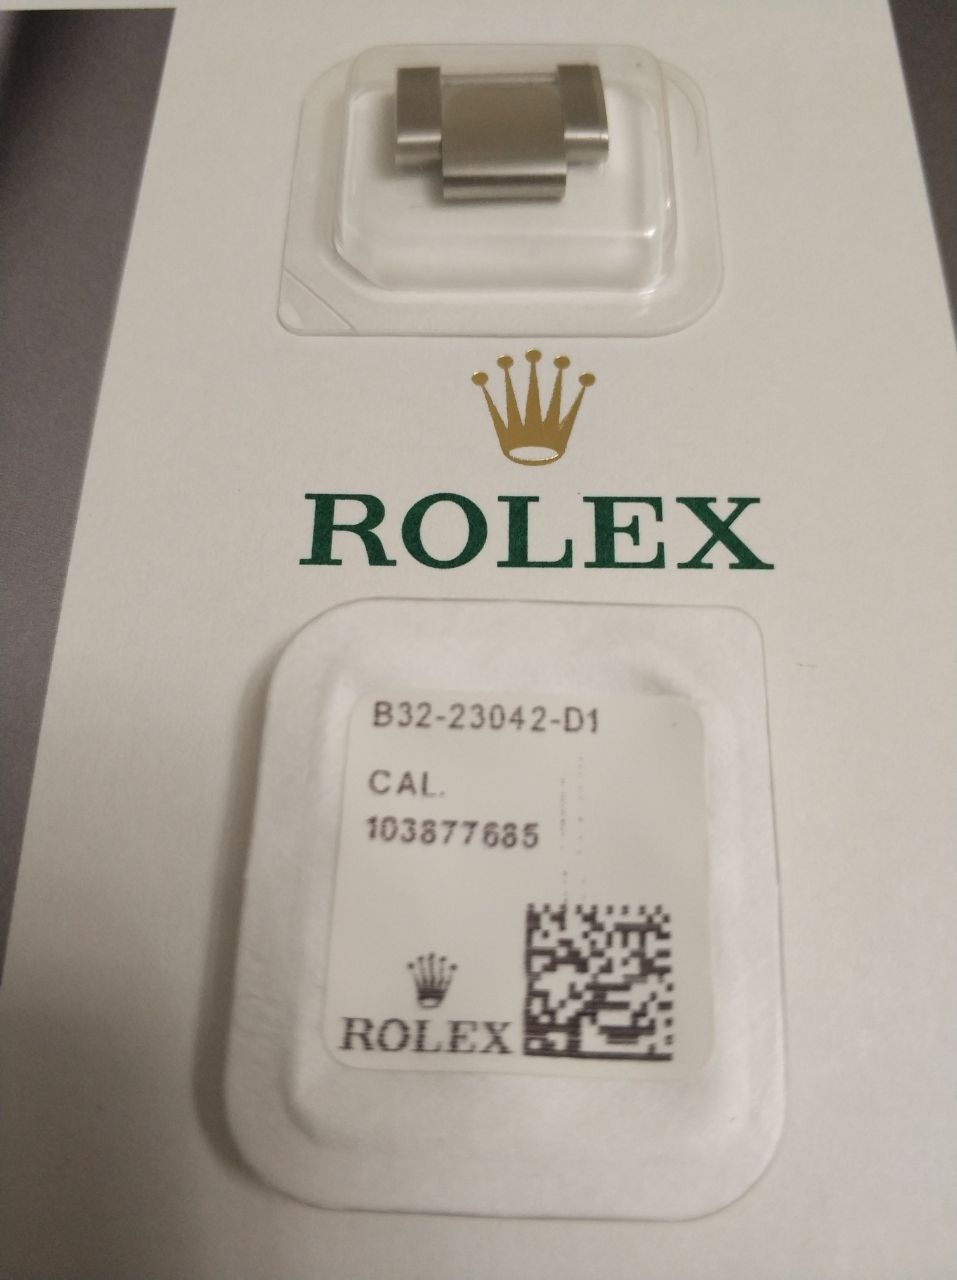 ROLEX
B32-23042-D1
CAL.
103877685
ROLEX